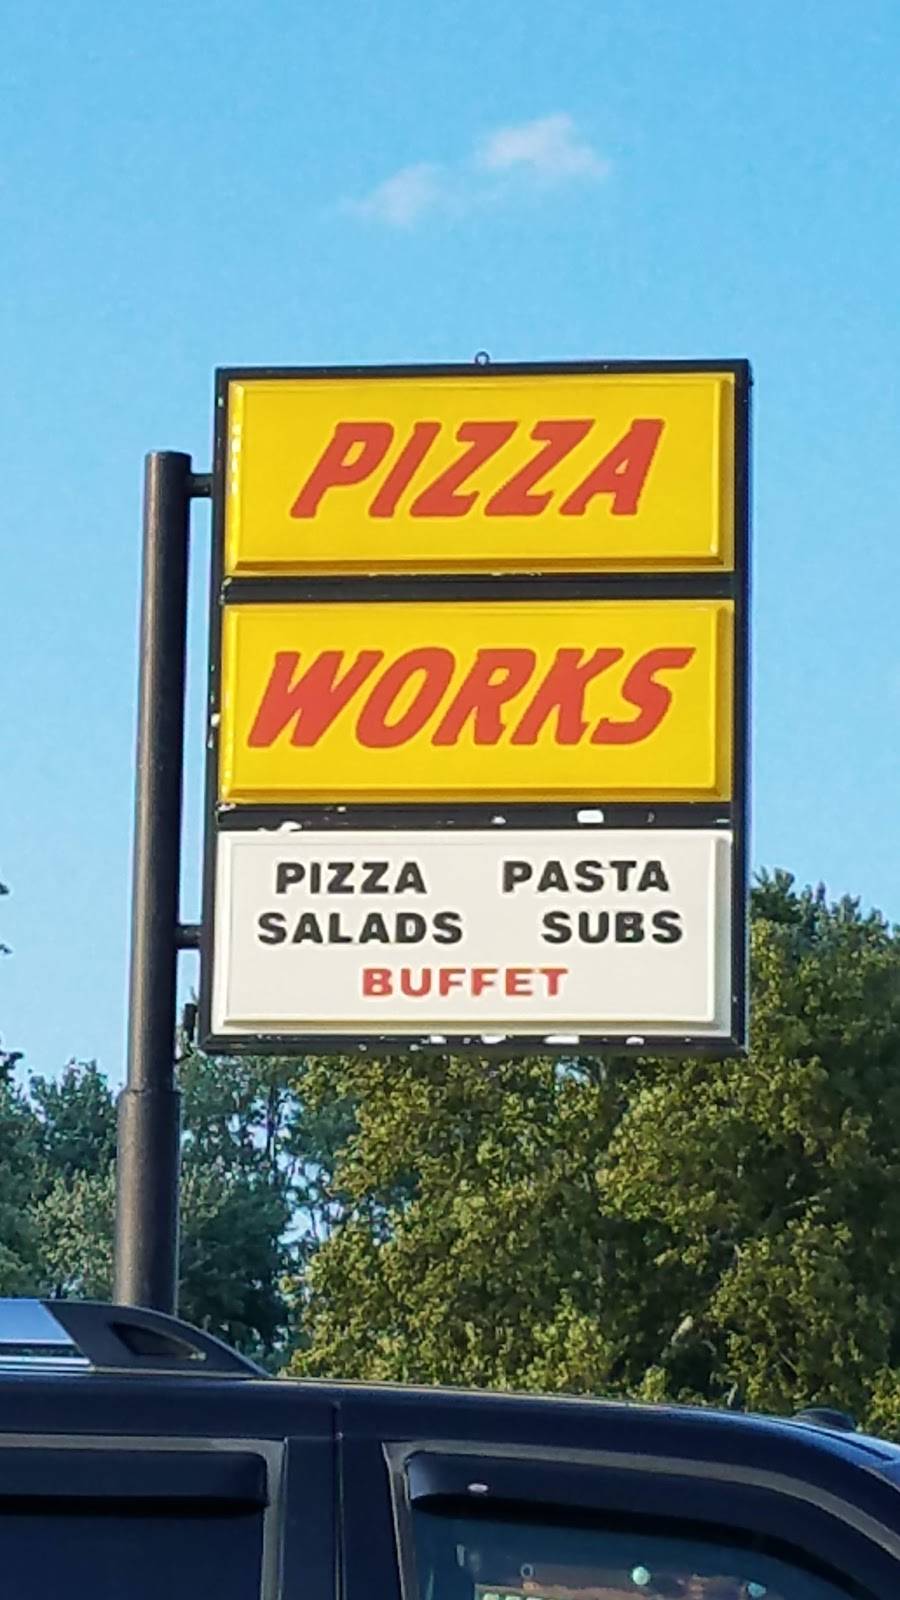 PIZZA
WORKS
PIZZA PASTA
SALADS SUBS
BUFFET